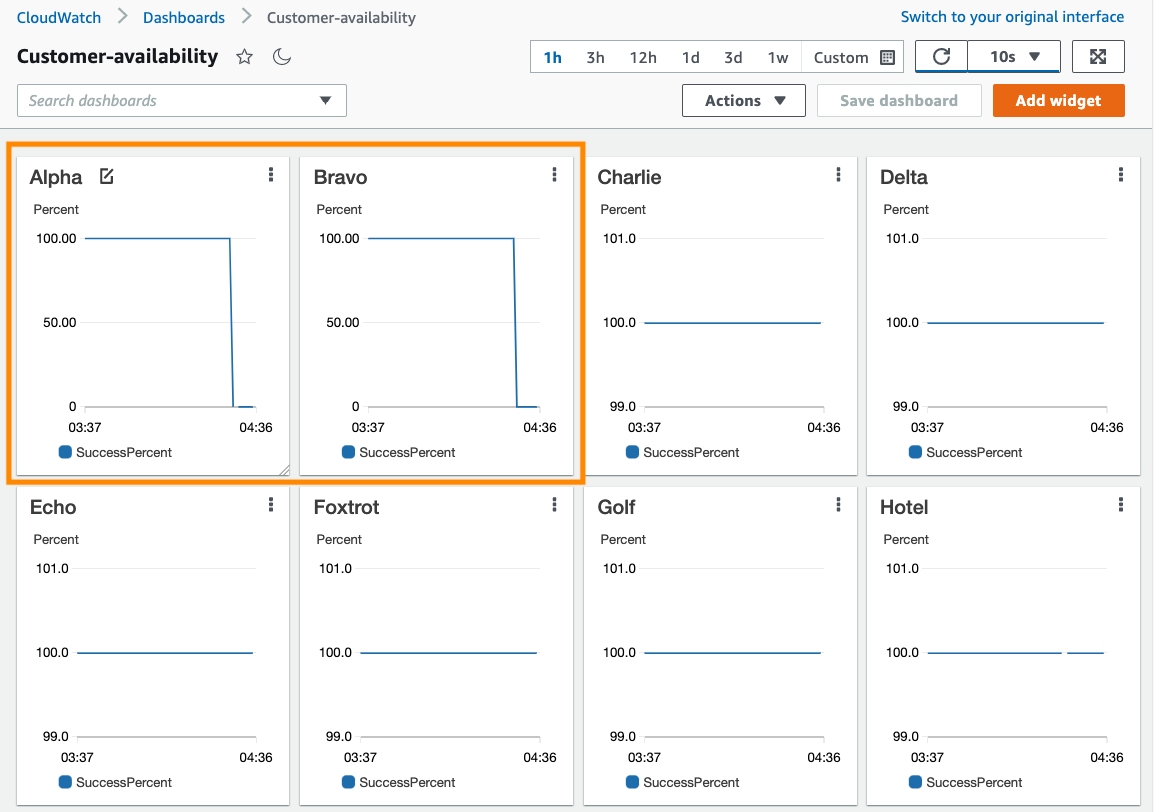 CloudWatch > Dashboards > Customer-availability
Switch to your original interface
Customer-availability
1h 3h 12h 1d 3d 1w Custom
10s
Search dashboards
Actions
Save dashboard
Add widget
Alpha
Percent
100.00
50.00
0
03:37 04:36
SuccessPercent
Bravo
Percent
100.00
50.00
0
03:37 04:36
SuccessPercent
Charlie
Percent
101.0
100.0
99.0
03:37 04:36
SuccessPercent
Delta
Percent
101.0
100.0
99.0
03:37 04:36
SuccessPercent
Echo
Percent
101.0
100.0
99.0
03:37 04:36
SuccessPercent
Foxtrot
Percent
101.0
100.0
99.0
03:37 04:36
SuccessPercent
Golf
Percent
101.0
100.0
99.0
03:37 04:36
SuccessPercent
Hotel
Percent
101.0
100.0
99.0
03:37 04:36
SuccessPercent